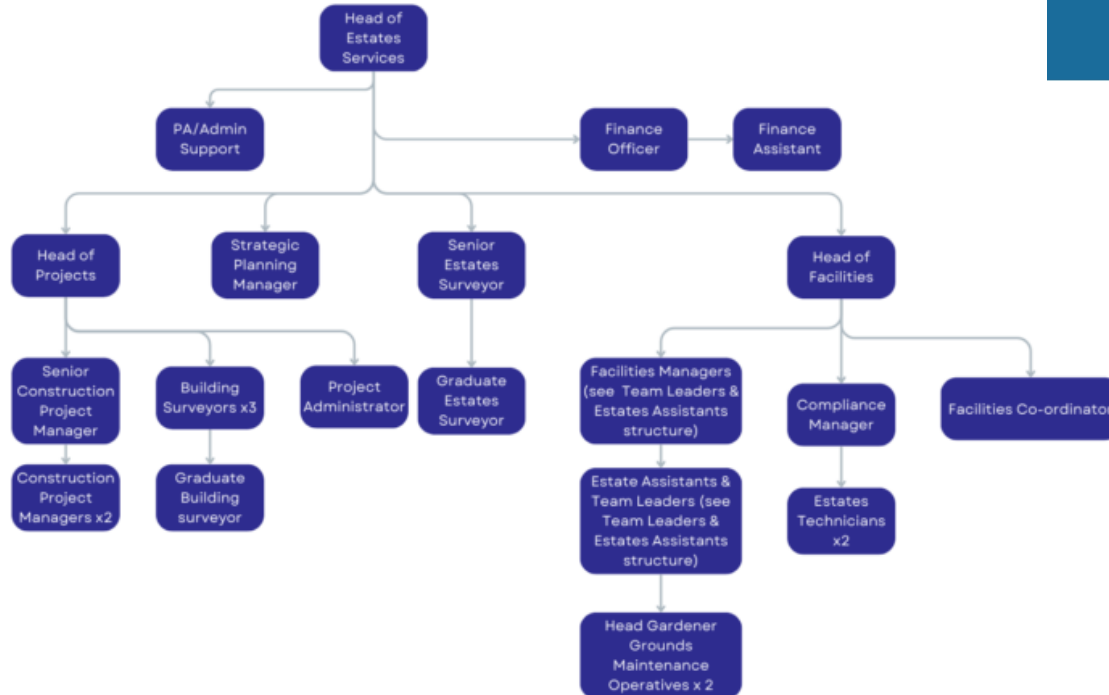 Head of
Estates
Services
PA/Admin
Support
Finance
Officer
Finance
Assistant
Head of
Projects
Strategic
Planning
Manager
Senior
Estates
Surveyor
Head of
Facilities
Senior
Construction
Project
Manager
Building
Surveyors x3
Project
Administrator
Graduate
Estates
Surveyor
Facilities Managers
(see Team Leaders &
Estates Assistants
structure)
Compliance
Manager
Facilities Co-ordinator
Construction
Project
Managers x2
Graduate
Building
surveyor
Estate Assistants &
Team Leaders (see
Team Leaders &
Estates Assistants
structure)
Estates
Technicians
x2
Head Gardener
Grounds
Maintenance
Operatives x 2